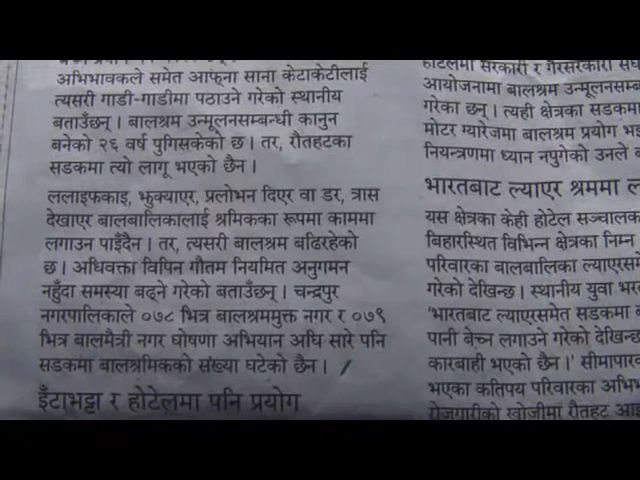 अभिभावकले समेत आफ्ना साना केटाकेटीलाई
त्यसरी गाडी-गाडीमा पठाउने गरेको स्थानीय
बताउँछन् । बालश्रम उन्मूलनसम्बन्धी कानुन
बनेको २६ वर्ष पुगिसकेको छ । तर, रौतहटका
सडकमा त्यो लागू भएको छैन ।
ललाइफकाइ, झुक्याएर, प्रलोभन दिएर वा डर, त्रास
देखाएर बालबालिकालाई श्रमिकका रूपमा काममा
लगाउन पाइँदैन । तर, त्यसरी बालश्रम बढिरहेको
छ । अधिवक्ता विपिन गौतम नियमित अनुगमन
नहुँदा समस्या बढ्ने गरेको बताउँछन् । चन्द्रपुर
नगरपालिकाले ०७८ भित्र बालश्रममुक्त नगर र ०७९
भित्र बालमैत्री नगर घोषणा अभियान अघि सारे पनि
सडकमा बालश्रमिकको संख्या घटेको छैन ।
इँटाभट्टा र होटेलमा पनि प्रयोग
होटेलमा सरकारी र गैरसरकारी
आयोजनामा बालश्रम
गरेका छन् । त्यही क्षेत्रका सडकमा
मोटर ग्यारेजमा बालश्रम प्रयोग
नियन्त्रणमा ध्यान नपुगेको उनले
भारतबाट ल्याएर श्रममा
यस क्षेत्रका केही होटेल
बिहारस्थित विभिन्न क्षेत्रका निम्न
परिवारका बालबालिका
गरेको देखिन्छ । स्थानीय युवा
'भारतबाट ल्याएरसमेत सडकमा
पानी बेच्न लगाउने गरेको देखिन्छ
कारबाही भएको छैन ।'
भएका कतिपय परिवारका
रोजगारीको खोजीमा रौतहट